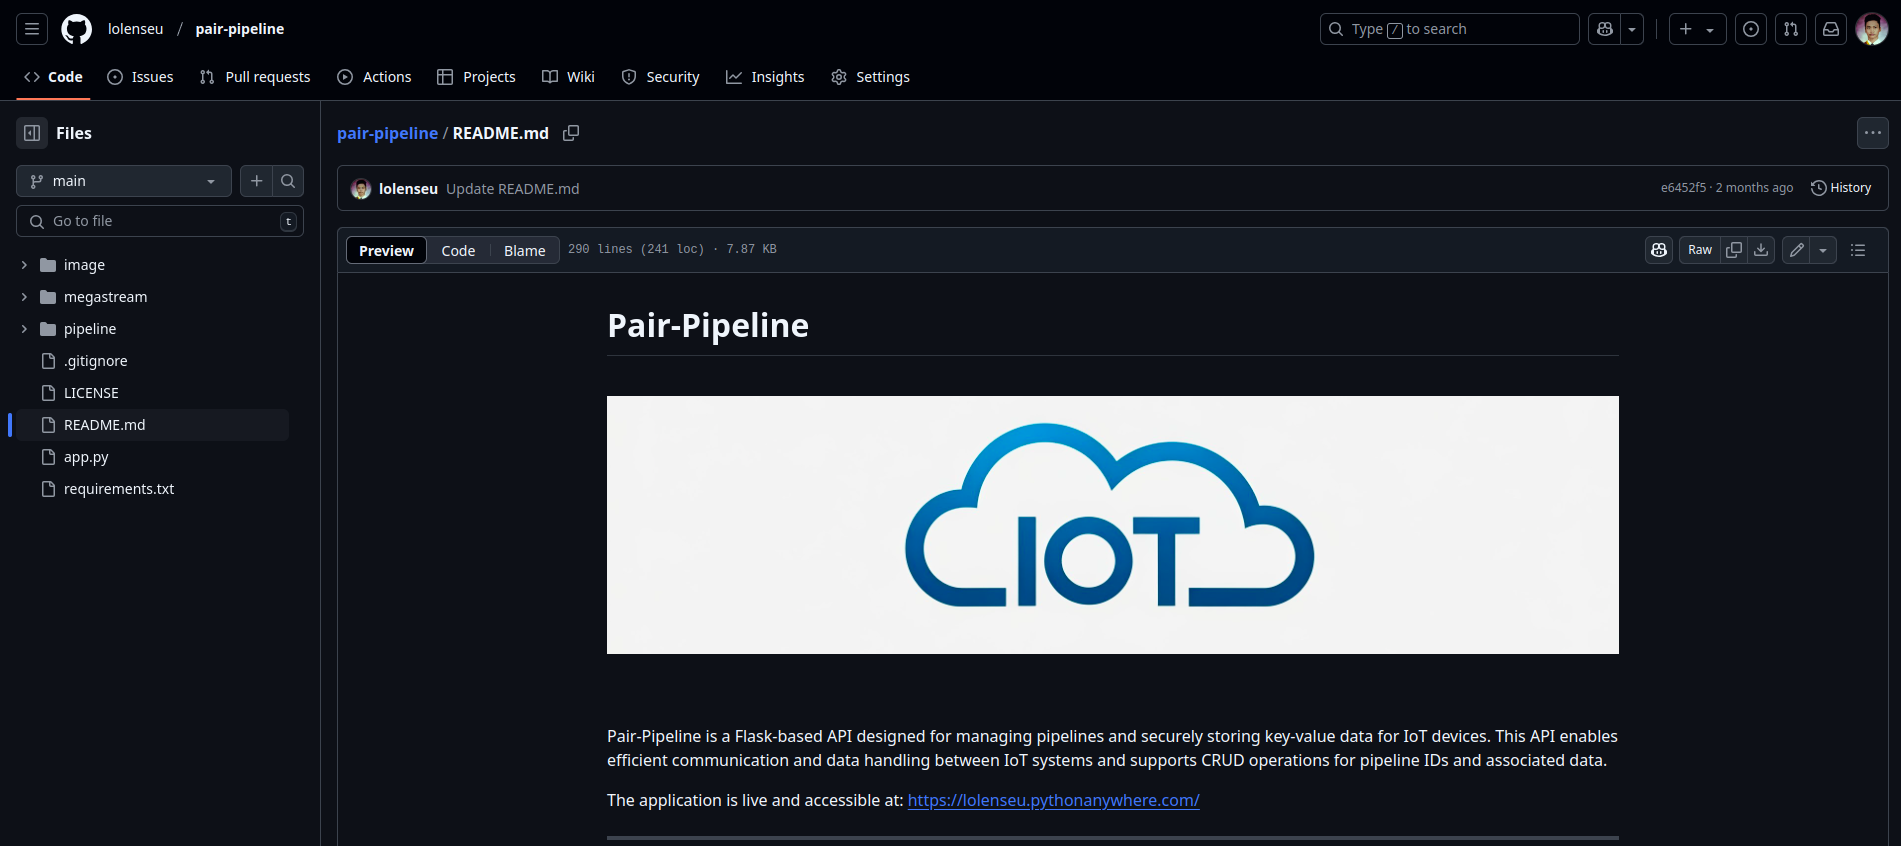 lolenseu / pair-pipeline
Type / to search
Code Issues Pull requests Actions Projects Wiki Security Insights Settings
Files
main
Go to file t
image
megastream
pipeline
.gitignore
LICENSE
README.md
app.py
requirements.txt
pair-pipeline / README.md
lolenseu Update README.md
e6452f5 · 2 months ago History
Preview Code Blame 290 lines (241 loc) · 7.87 KB
Raw
Pair-Pipeline
IOT
Pair-Pipeline is a Flask-based API designed for managing pipelines and securely storing key-value data for IoT devices. This API enables
efficient communication and data handling between IoT systems and supports CRUD operations for pipeline IDs and associated data.
The application is live and accessible at: https://lolenseu.pythonanywhere.com/